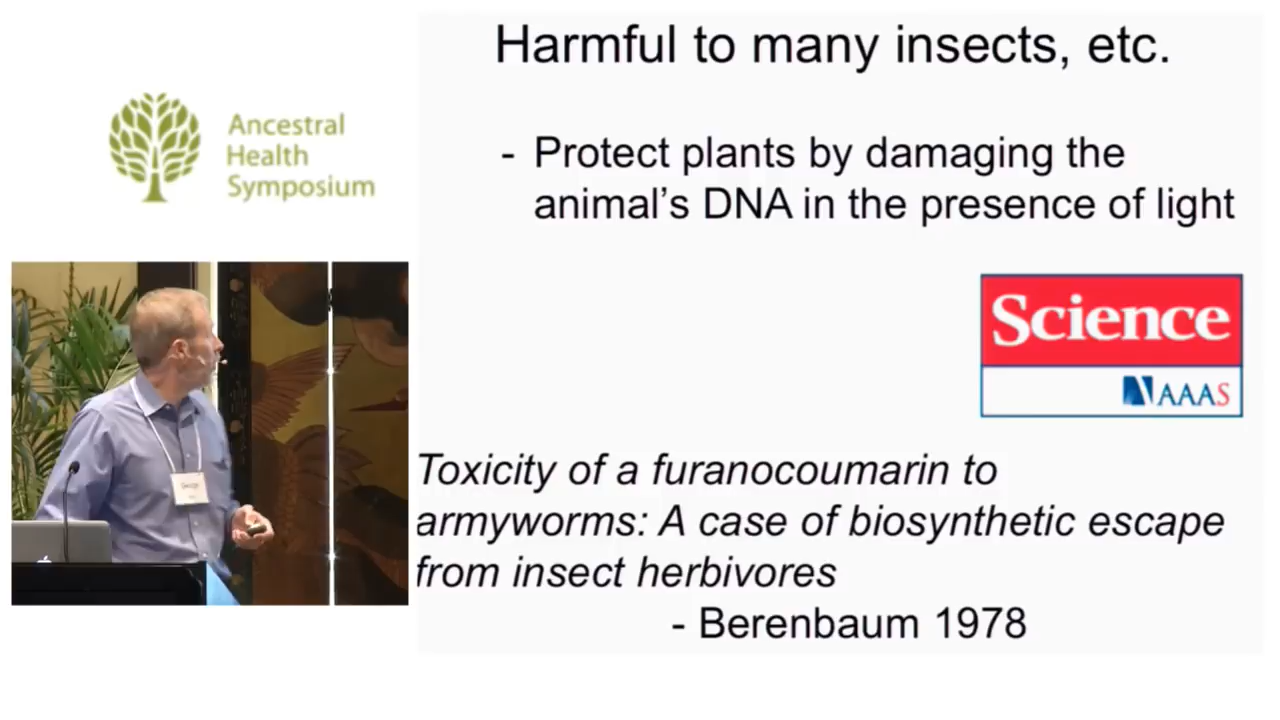 Harmful to many insects, etc.
Ancestral
Health
Symposium
- Protect plants by damaging the
animal's DNA in the presence of light
Science
AAAS
Toxicity of a furanocoumarin to
armyworms: A case of biosynthetic escape
from insect herbivores
- Berenbaum 1978